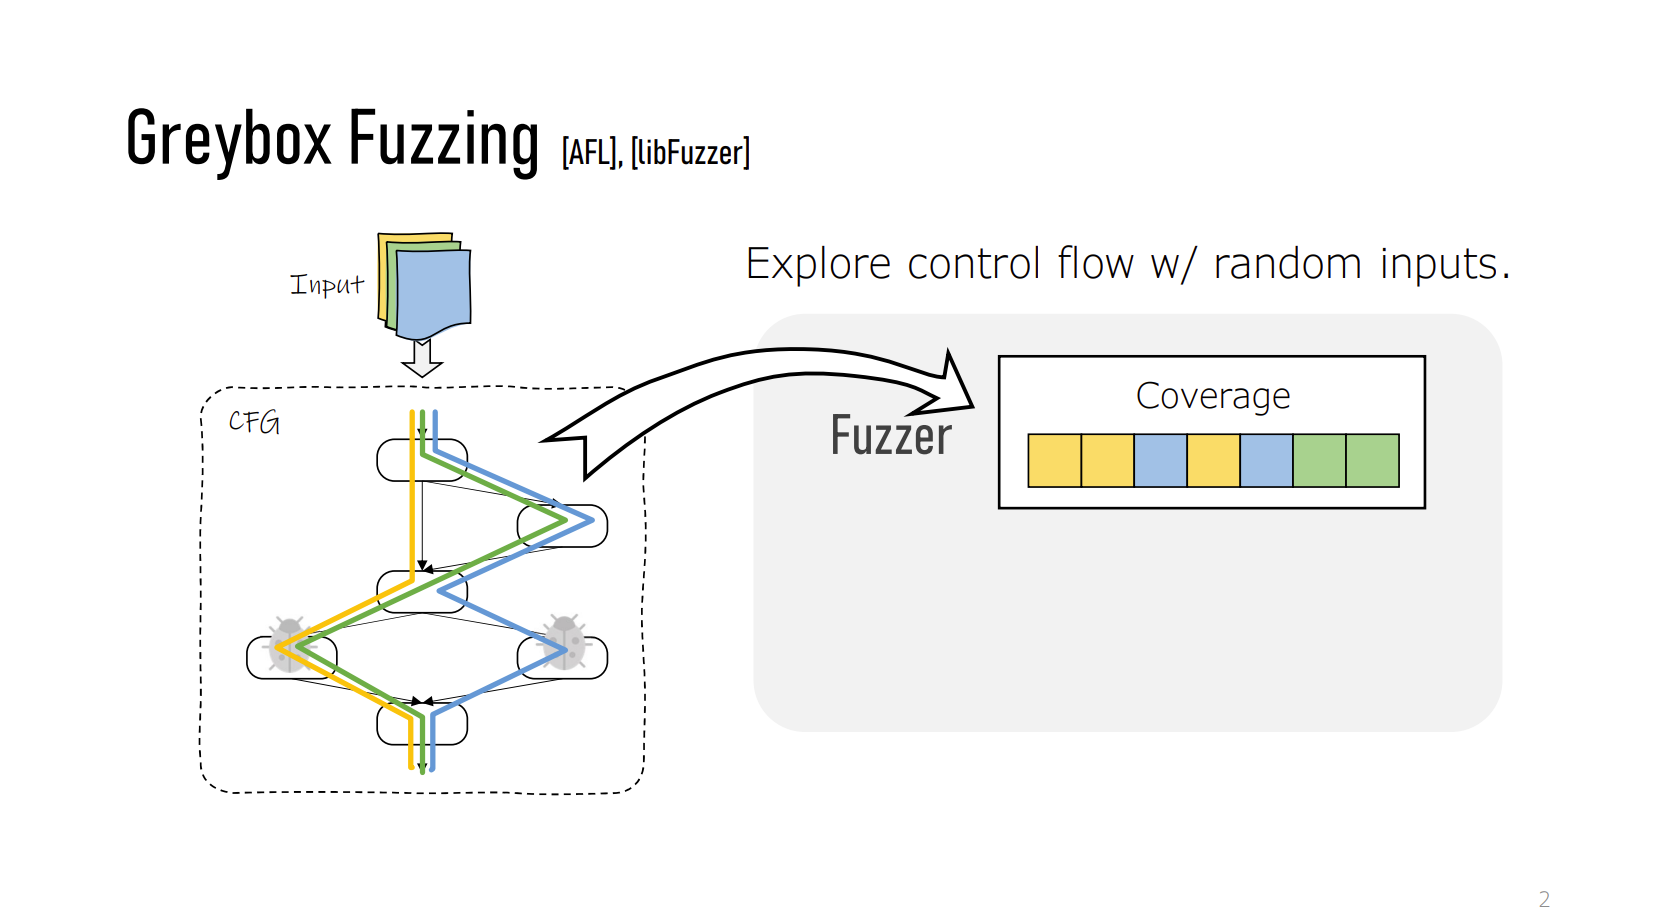 Greybox Fuzzing [AFL], [libFuzzer]
Input
Explore control flow w/ random inputs.
CFG
Coverage
Fuzzer
2